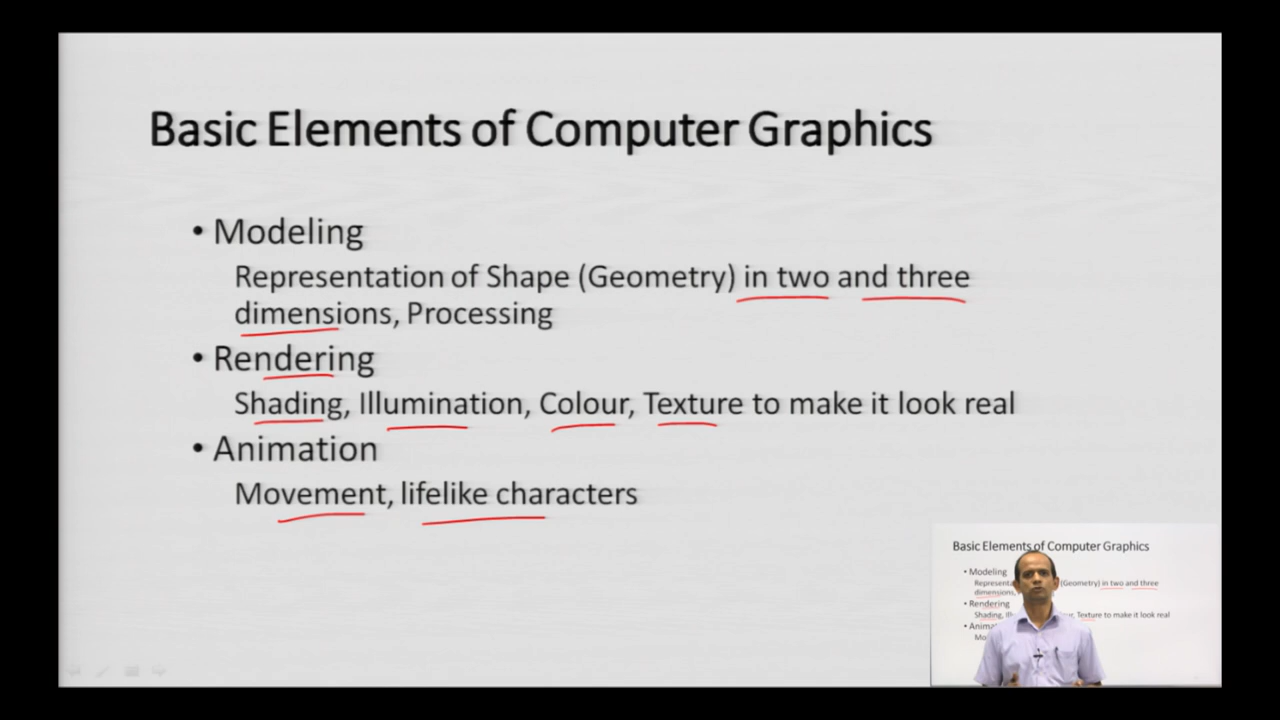 Basic Elements of Computer Graphics
• Modeling
Representation of Shape (Geometry) in two and three
dimensions, Processing
• Rendering
Shading, Illumination, Colour, Texture to make it look real
• Animation
Movement, lifelike characters
Basic Elements of Computer Graphics
• Modeling
(Geometry) in two and three
dimensions,
• Rendering
Shading, Texture to make it look real